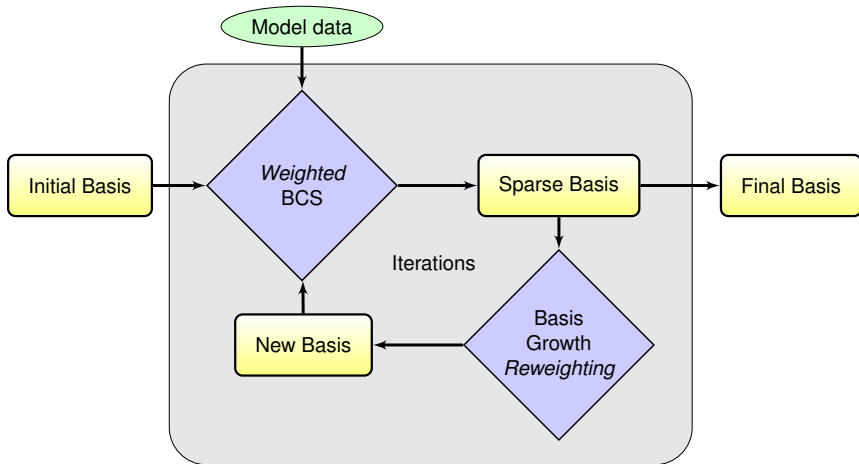 Model data
Initial Basis
Weighted
BCS
Sparse Basis
Final Basis
Iterations
New Basis
Basis
Growth
Reweighting